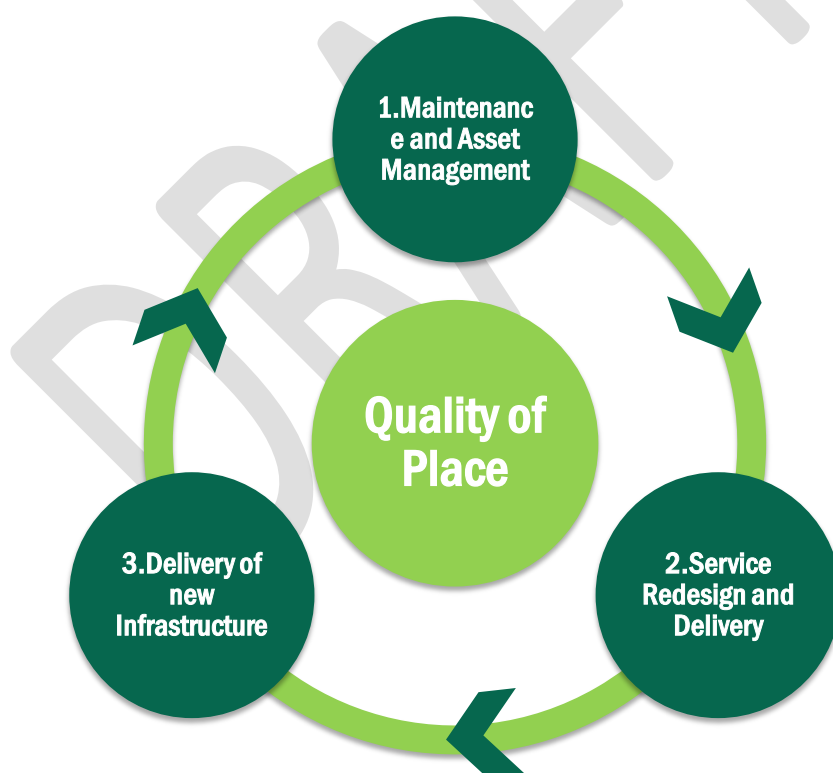 DRAFT
1.Maintenanc
e and Asset
Management
Quality of
Place
3.Delivery of
new
Infrastructure
2.Service
Redesign and
Delivery